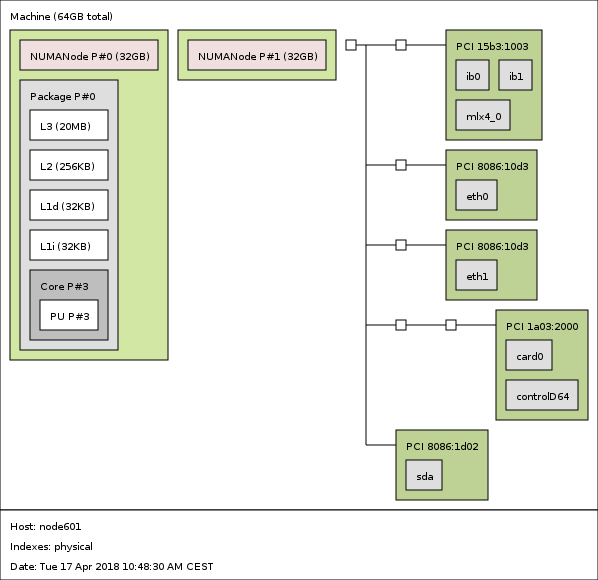 Machine (64GB total)
NUMANode P#0 (32GB)
Package P#0
L3 (20MB)
L2 (256KB)
L1d (32KB)
L1i (32KB)
Core P#3
PU P#3
NUMANode P#1 (32GB)
PCI 15b3:1003
ib0
ib1
mlx4_0
PCI 8086:10d3
eth0
PCI 8086:10d3
eth1
PCI 1a03:2000
card0
controlD64
PCI 8086:1d02
sda
Host: node601
Indexes: physical
Date: Tue 17 Apr 2018 10:48:30 AM CEST